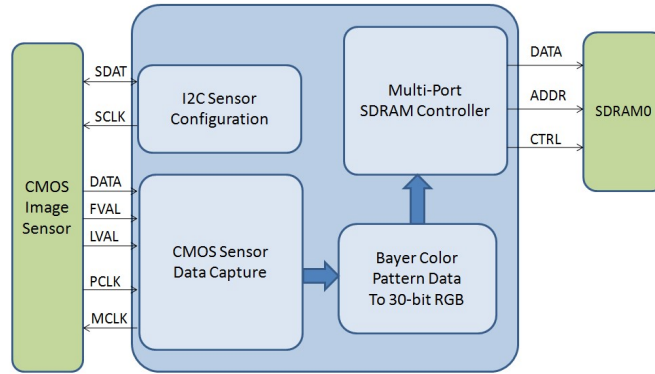 CMOS
Image
Sensor
SDAT
SCLK
DATA
FVAL
LVAL
PCLK
MCLK
I2C Sensor
Configuration
CMOS Sensor
Data Capture
Multi-Port
SDRAM Controller
Bayer Color
Pattern Data
To 30-bit RGB
DATA
ADDR
CTRL
SDRAM0